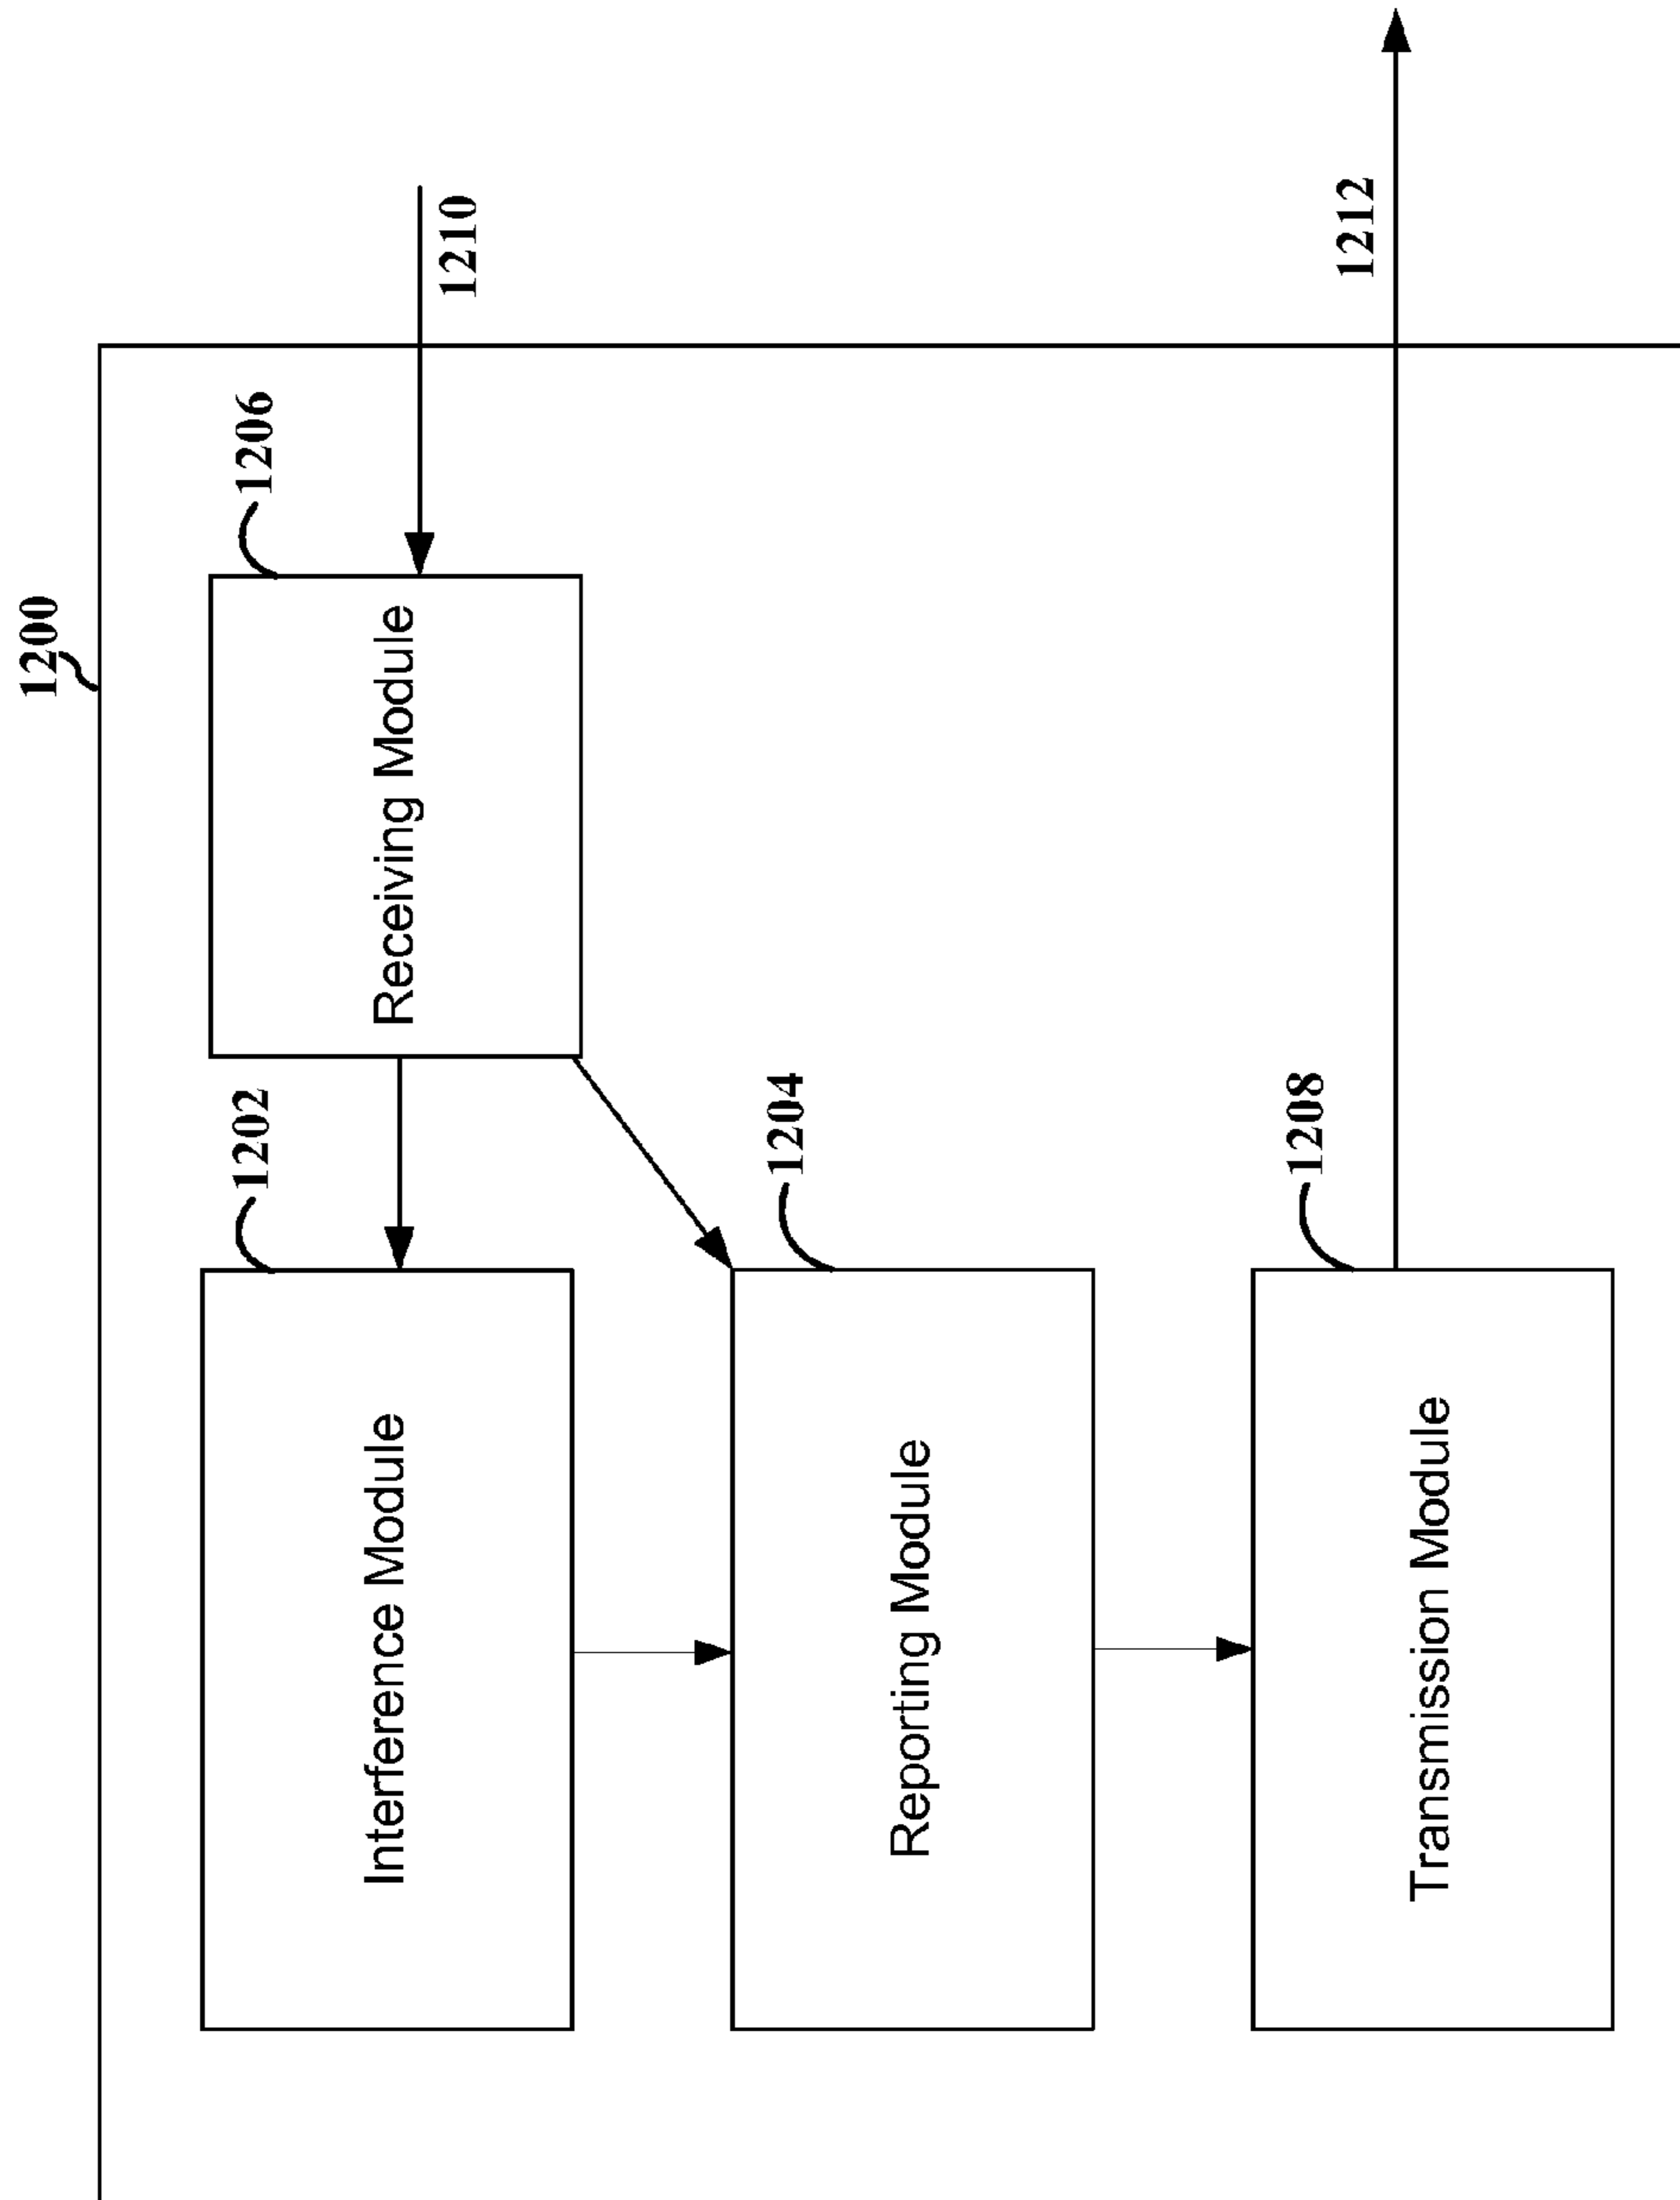 1200
1202
Interference Module
1206
Receiving Module
1210
1204
Reporting Module
1208
Transmission Module
1212